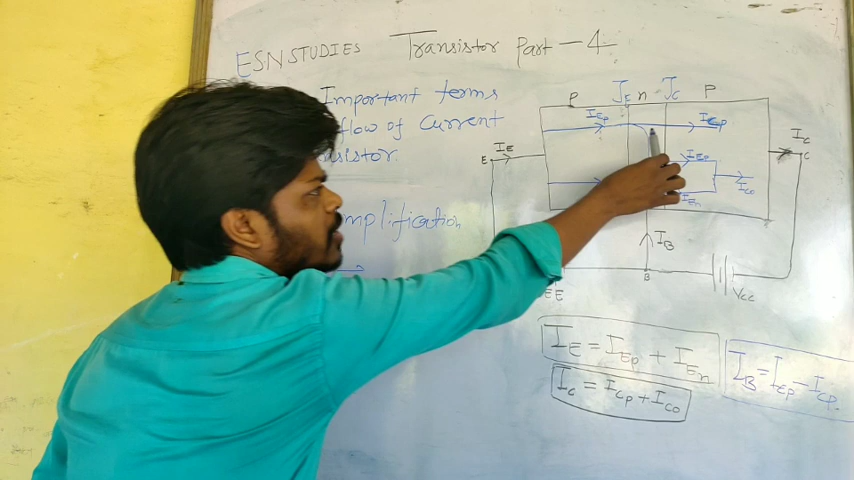 ESN STUDIES Transistor Part - 4
Important terms
flow of Current
sistor.
mplification
P JE n JC P
IEp ICp
IE IC
E C
ICO
IEn
IB
B
EE VCC
IE = IEp + IEn
IC = ICp + ICO
IB = IEp - ICp